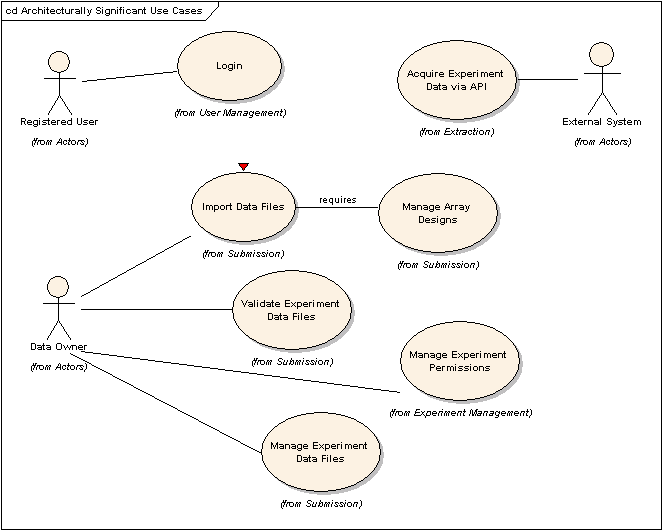 cd Architecturally Significant Use Cases
Login
(from User Management)
Registered User
(from Actors)
Acquire Experiment
Data via API
(from Extraction)
External System
(from Actors)
Import Data Files
(from Submission)
requires
Manage Array
Designs
(from Submission)
Data Owner
(from Actors)
Validate Experiment
Data Files
(from Submission)
Manage Experiment
Permissions
(from Experiment Management)
Manage Experiment
Data Files
(from Submission)